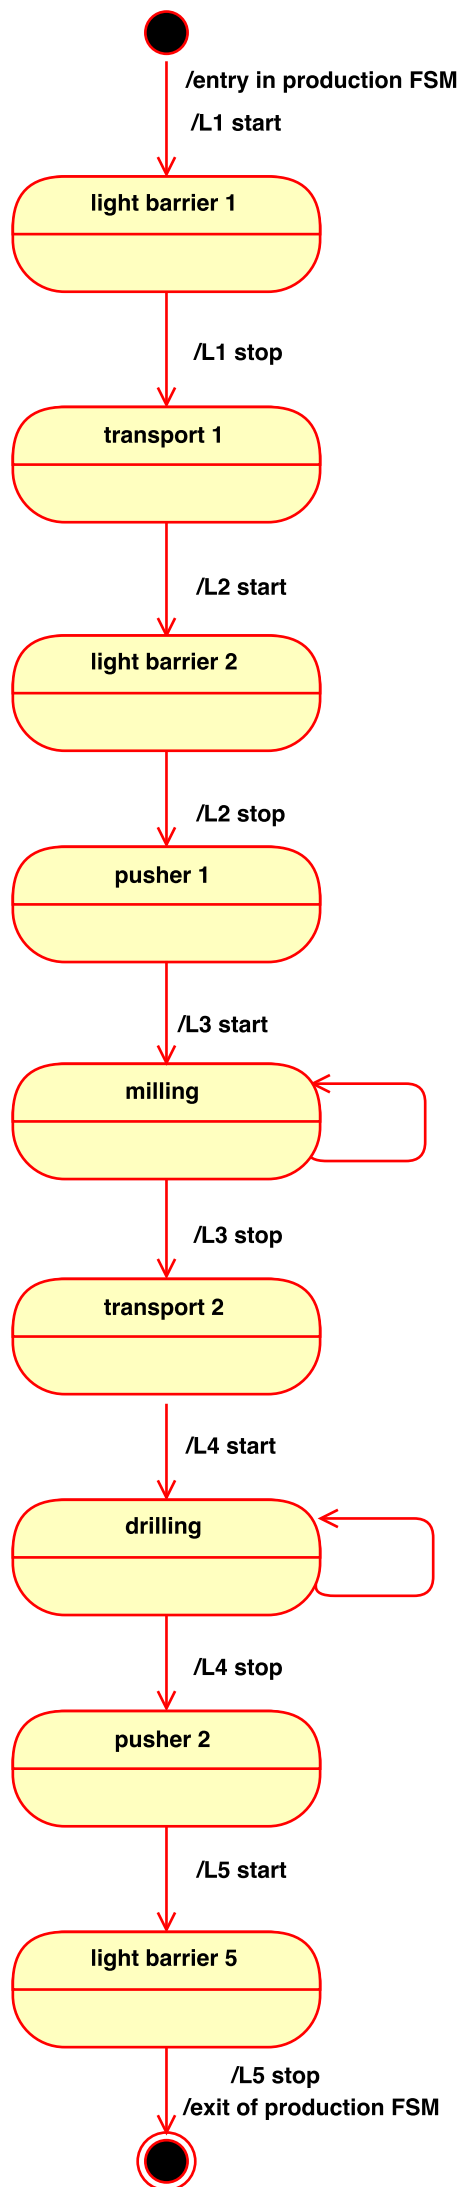 /entry in production FSM
/L1 start
light barrier 1
/L1 stop
transport 1
/L2 start
light barrier 2
/L2 stop
pusher 1
/L3 start
milling
/L3 stop
transport 2
/L4 start
drilling
/L4 stop
pusher 2
/L5 start
light barrier 5
/L5 stop
/exit of production FSM